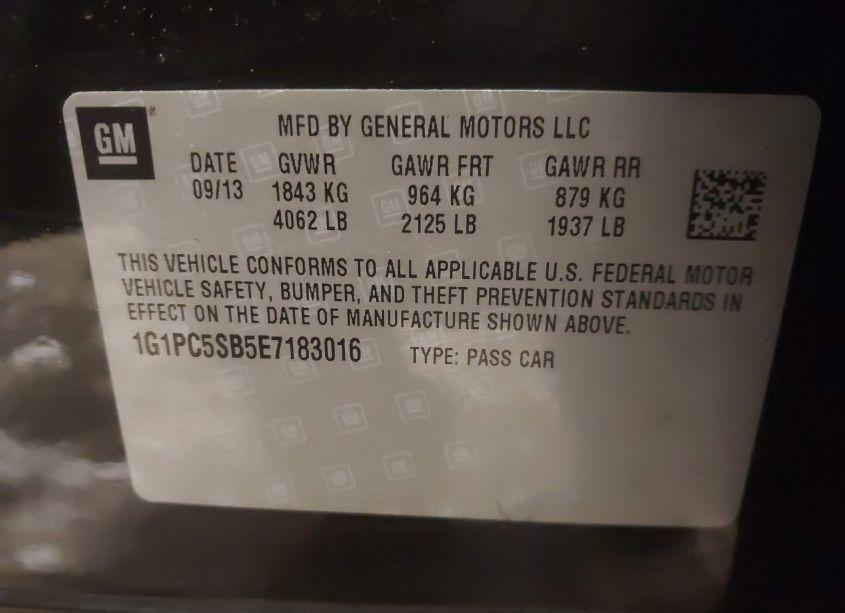 GM
MFD BY GENERAL MOTORS LLC
DATE GVWR GAWR FRT GAWR RR
09/13 1843 KG 964 KG 879 KG
4062 LB 2125 LB 1937 LB
THIS VEHICLE CONFORMS TO ALL APPLICABLE U.S. FEDERAL MOTOR
VEHICLE SAFETY, BUMPER, AND THEFT PREVENTION STANDARDS IN
EFFECT ON THE DATE OF MANUFACTURE SHOWN ABOVE.
1G1PC5SB5E7183016 TYPE: PASS CAR